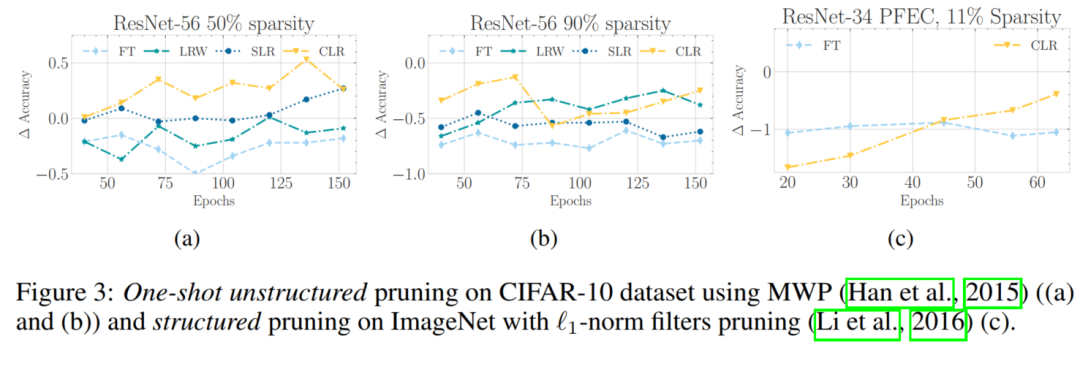 ResNet-56 50% sparsity
FT LRW SLR CLR
0.5
0.0
−0.5
Δ Accuracy
50 75 100 125 150
Epochs
(a)
ResNet-56 90% sparsity
FT LRW SLR CLR
0.0
−0.5
−1.0
Δ Accuracy
50 75 100 125 150
Epochs
(b)
ResNet-34 PFEC, 11% Sparsity
FT CLR
0
−1
Δ Accuracy
20 30 40 50 60
Epochs
(c)
Figure 3: One-shot unstructured pruning on CIFAR-10 dataset using MWP (Han et al., 2015) ((a)
and (b)) and structured pruning on ImageNet with ℓ1-norm filters pruning (Li et al., 2016) (c).